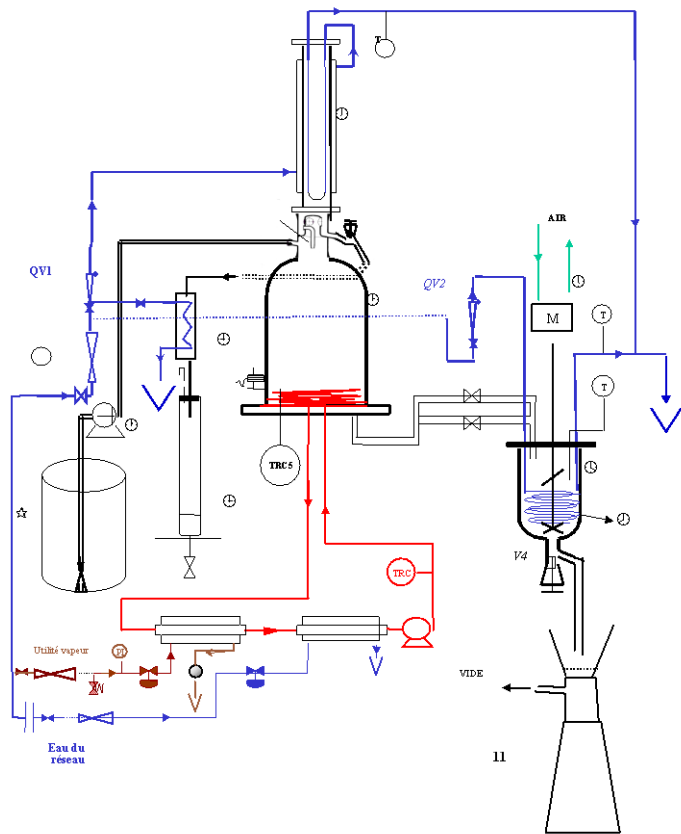 T
AIR
QV1
QV2
M
T
T
TRC5
V4
TRC
Utilité vapeur
PI
VIDE
Eau du
réseau
11